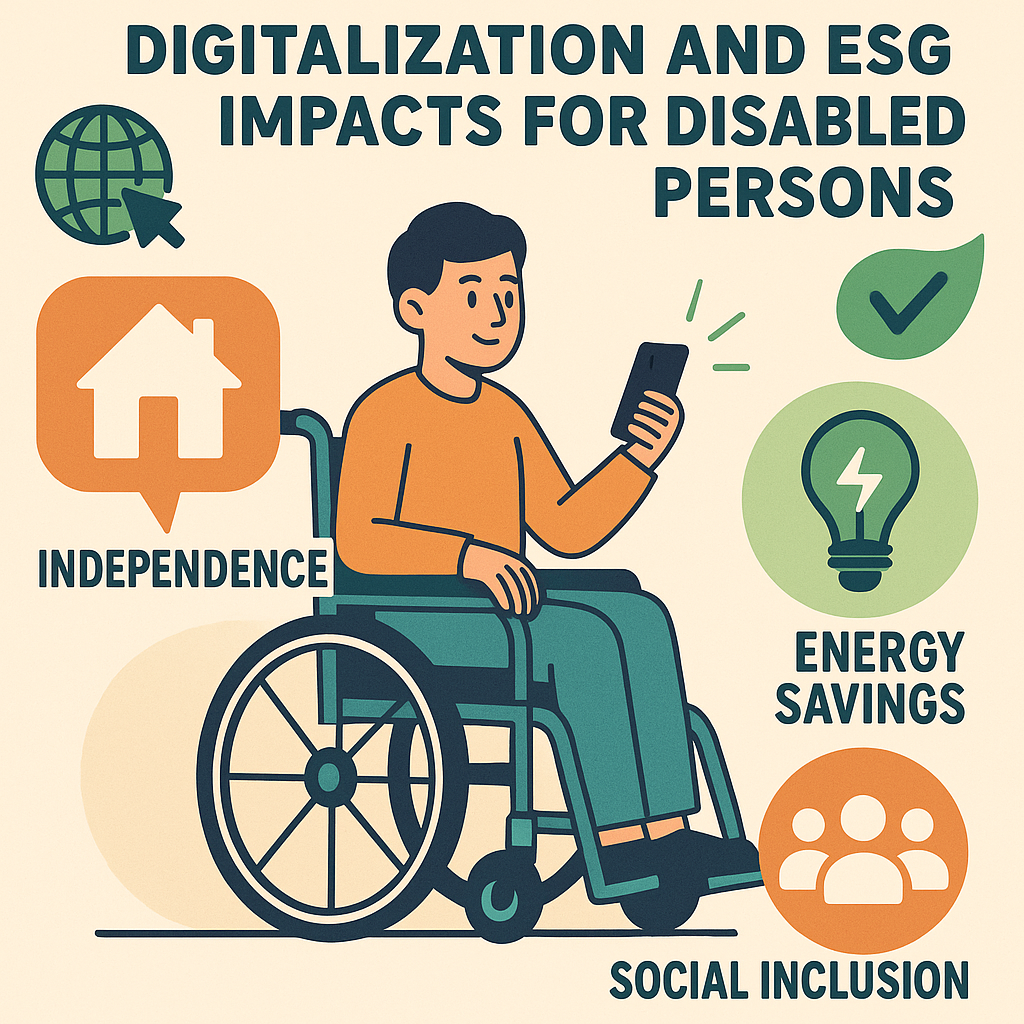 DIGITALIZATION AND ESG
IMPACTS FOR DISABLED
PERSONS
INDEPENDENCE
ENERGY
SAVINGS
SOCIAL INCLUSION